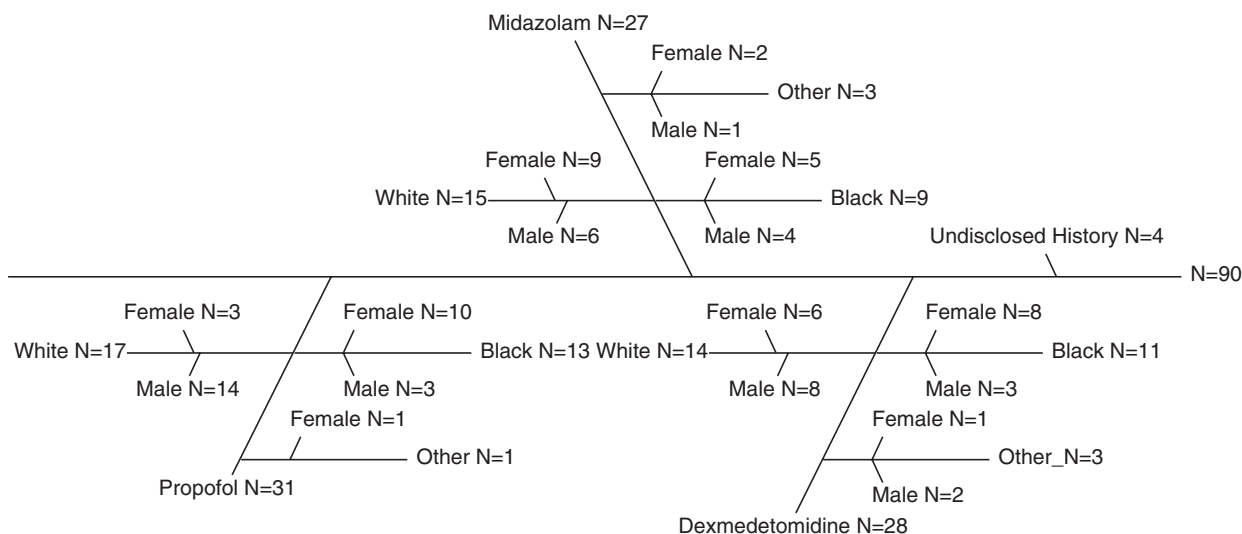 Midazolam N=27
Female N=2
Other N=3
Male N=1
Female N=9
Female N=5
White N=15
Black N=9
Male N=6
Male N=4
Undisclosed History N=4
N=90
Female N=3
Female N=10
Female N=6
Female N=8
White N=17
Black N=13
White N=14
Black N=11
Male N=14
Male N=3
Male N=8
Male N=3
Female N=1
Female N=1
Other N=1
Other_N=3
Propofol N=31
Male N=2
Dexmedetomidine N=28